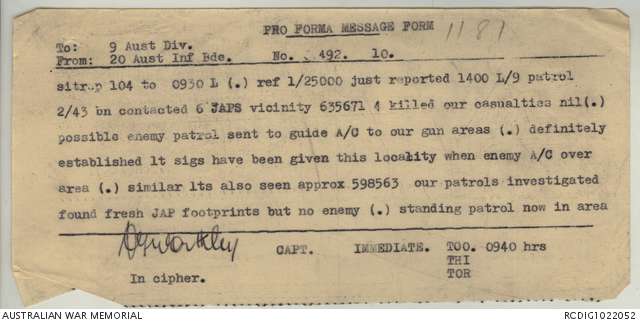 PRO FORMA MESSAGE FORM 1187
To: 9 Aust Div.
From: 20 Aust Inf Bde. No. 492. 10.
sitrep 104 to 0930 L (.) ref 1/25000 just reported 1400 L/9 patrol
2/43 bn contacted 6 JAPS vicinity 635671 4 killed our casualties nil(.)
possible enemy patrol sent to guide A/C to our gun areas (.) definitely
established lt sigs have been given this locality when enemy A/C over
area (.) similar lts also seen approx 598563 our patrols investigated
found fresh JAP footprints but no enemy (.) standing patrol now in area
CAPT. IMMEDIATE. TOO. 0940 hrs
THI
In cipher. TOR
AUSTRALIAN WAR MEMORIAL RCDIG1022052